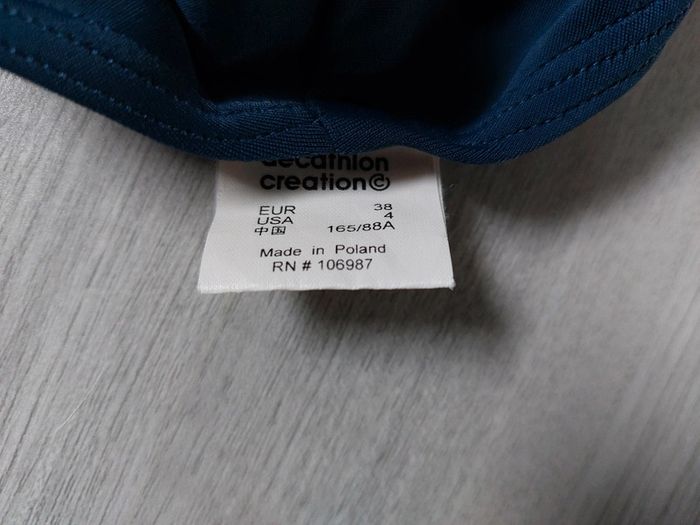 decathlon
creation©
EUR 38
USA 4
中国 165/88A
Made in Poland
RN # 106987